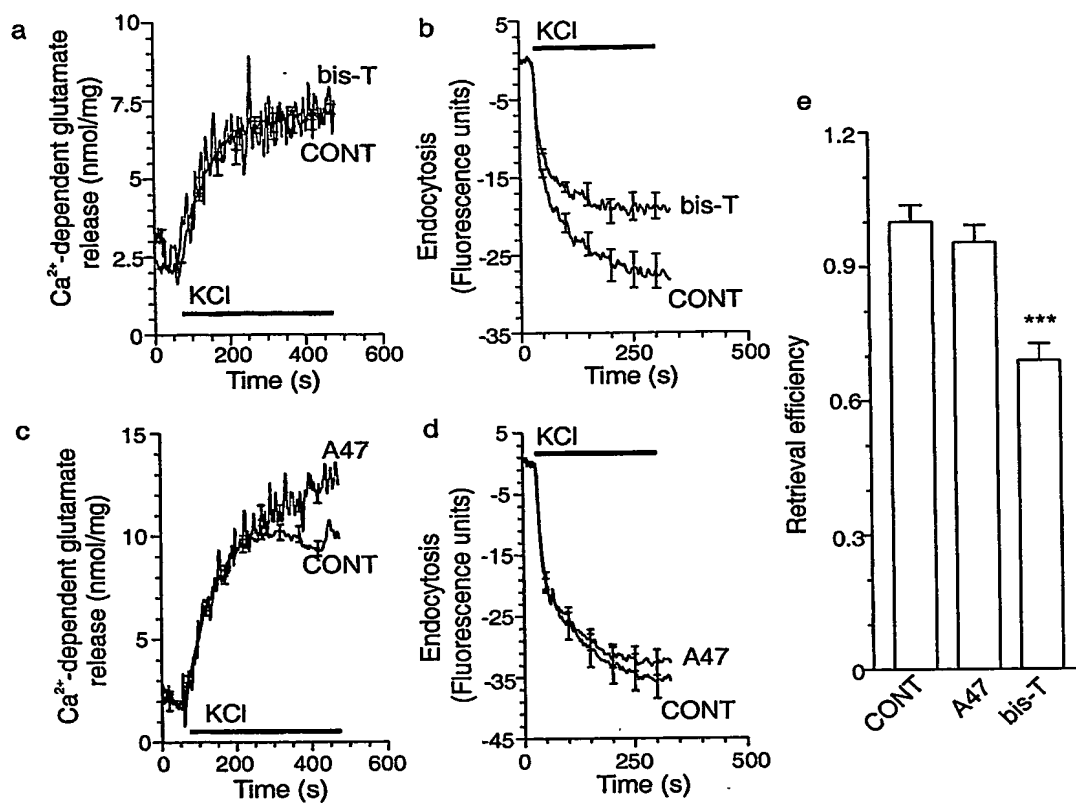 a
Ca²⁺-dependent glutamate
release (nmol/mg)
10
7.5
5
2.5
0
bis-T
CONT
KCl
0 200 400 600
Time (s)
b
Endocytosis
(Fluorescence units)
5
-5
-15
-25
-35
KCl
bis-T
CONT
0 250 500
Time (s)
c
Ca²⁺-dependent glutamate
release (nmol/mg)
15
10
5
0
A47
CONT
KCl
0 200 400 600
Time (s)
d
Endocytosis
(Fluorescence units)
5
-5
-15
-25
-35
-45
KCl
A47
CONT
0 250 500
Time (s)
e
Retrieval efficiency
1.2
0.9
0.6
0.3
0
***
CONT
A47
bis-T